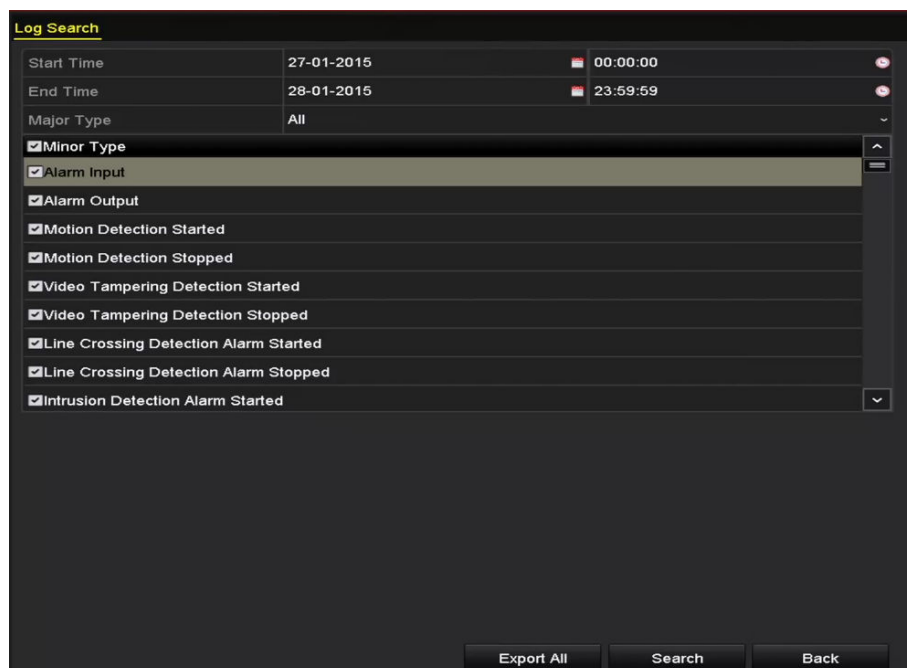 Log Search
Start Time 27-01-2015 00:00:00
End Time 28-01-2015 23:59:59
Major Type All
Minor Type
Alarm Input
Alarm Output
Motion Detection Started
Motion Detection Stopped
Video Tampering Detection Started
Video Tampering Detection Stopped
Line Crossing Detection Alarm Started
Line Crossing Detection Alarm Stopped
Intrusion Detection Alarm Started
Export All Search Back